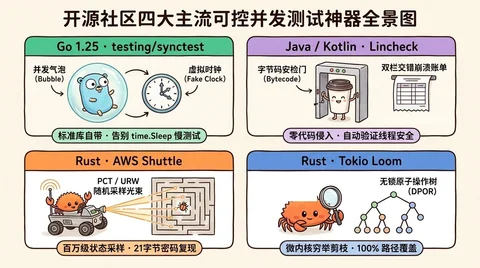 开源社区四大主流可控并发测试神器全景图
Go 1.25 · testing/synctest
并发气泡
(Bubble)
虚拟时钟
(Fake Clock)
标准库自带 · 告别 time.Sleep 慢测试
Java / Kotlin · Lincheck
字节码安检门
(Bytecode)
双栏交错崩溃账单
零代码侵入 · 自动验证线程安全
Rust · AWS Shuttle
PCT / URW
随机采样光束
百万级状态采样 · 21字节密码复现
Rust · Tokio Loom
无锁原子操作树
(DPOR)
微内核穷举剪枝 · 100% 路径覆盖